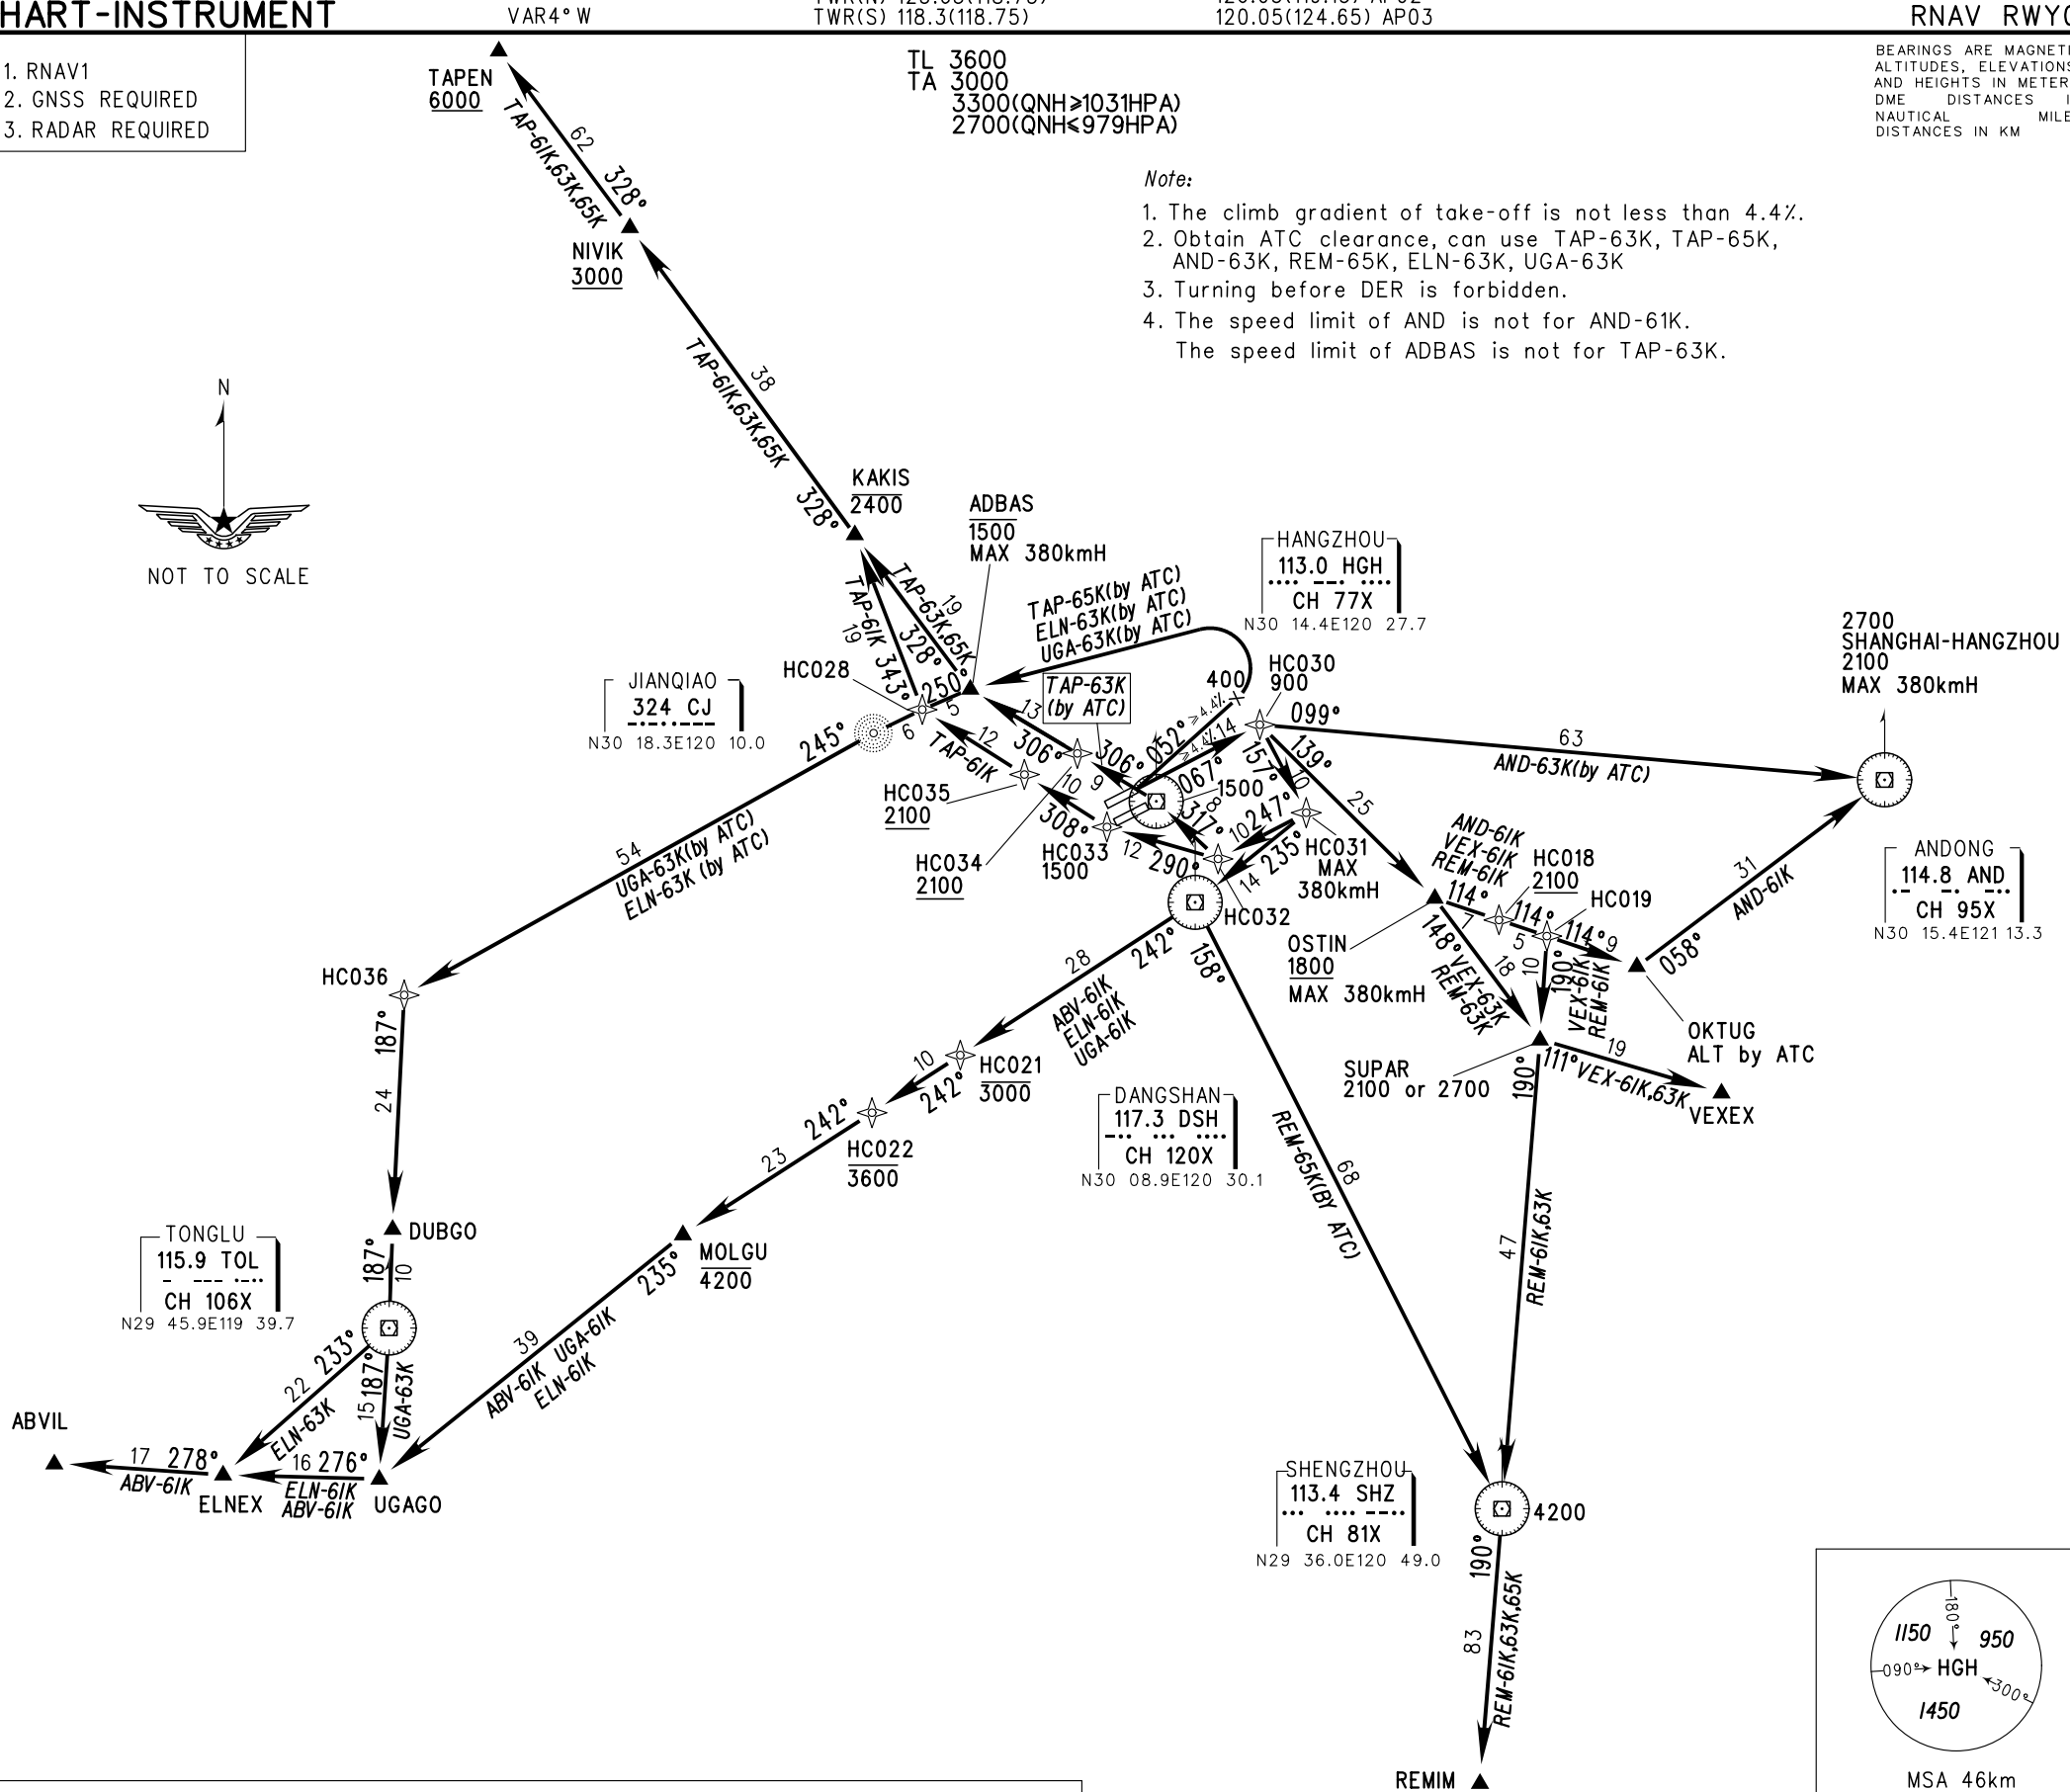 HART-INSTRUMENT
VAR4°W
TWR(S) 118.3(118.75)
120.05(124.65) AP03
RNAV RWY0
1. RNAV1
2. GNSS REQUIRED
3. RADAR REQUIRED
TL 3600
TA 3000
3300(QNH≥1031HPA)
2700(QNH≤979HPA)
BEARINGS ARE MAGNETI
ALTITUDES, ELEVATIONS
AND HEIGHTS IN METER
DME DISTANCES I
NAUTICAL MILE
DISTANCES IN KM
Note:
1. The climb gradient of take-off is not less than 4.4%.
2. Obtain ATC clearance, can use TAP-63K, TAP-65K,
AND-63K, REM-65K, ELN-63K, UGA-63K
3. Turning before DER is forbidden.
4. The speed limit of AND is not for AND-61K.
The speed limit of ADBAS is not for TAP-63K.
TAPEN
6000
62
328°
TAP-61K,63K,65K
NIVIK
3000
38
TAP-61K,63K,65K
328°
N
NOT TO SCALE
KAKIS
2400
ADBAS
1500
MAX 380kmH
TAP-63K,65K
19
328°
TAP-61K 343°
19
HC028
250°
5
6
TAP-65K(by ATC)
ELN-63K(by ATC)
UGA-63K(by ATC)
HANGZHOU
113.0 HGH
CH 77X
N30 14.4E120 27.7
JIANQIAO
324 CJ
N30 18.3E120 10.0
245°
TAP-63K
(by ATC)
400
HC030
900
099°
63
AND-63K(by ATC)
2700
SHANGHAI-HANGZHOU
2100
MAX 380kmH
13
306°
306°
9
12
TAP-61K
052°
≥4.4%
≥4.4%
14
067°
157°
10
139°
25
HC035
2100
10
308°
HC034
2100
HC033
1500
12
290°
317°
8
1500
10
247°
235°
14
HC031
MAX
380kmH
HC032
54
UGA-63K(by ATC)
ELN-63K (by ATC)
AND-61K
VEX-61K
REM-61K
HC018
2100
HC019
114°
7
114°
5
114°
9
31
AND-61K
058°
ANDONG
114.8 AND
CH 95X
N30 15.4E121 13.3
OSTIN
1800
MAX 380kmH
148°
18
VEX-63K
REM-63K
10
190°
VEX-61K
REM-61K
OKTUG
ALT by ATC
HC036
187°
24
28
242°
ABV-61K
ELN-61K
UGA-61K
158°
HC021
3000
10
242°
HC022
3600
242°
23
SUPAR
2100 or 2700
111°
19
VEX-61K,63K
VEXEX
190°
DANGSHAN
117.3 DSH
CH 120X
N30 08.9E120 30.1
REM-65K(BY ATC)
68
47
REM-61K,63K
DUBGO
187°
10
TONGLU
115.9 TOL
CH 106X
N29 45.9E119 39.7
MOLGU
4200
235°
39
ABV-61K UGA-61K
ELN-61K
233°
22
ELN-63K
187°
15
UGA-63K
ABVIL
17 278°
ABV-61K
ELNEX
16 276°
ELN-61K
ABV-61K
UGAGO
SHENGZHOU
113.4 SHZ
CH 81X
N29 36.0E120 49.0
4200
190°
83
REM-61K,63K,65K
REMIM
180°
1150
950
090°
HGH
300°
1450
MSA 46km